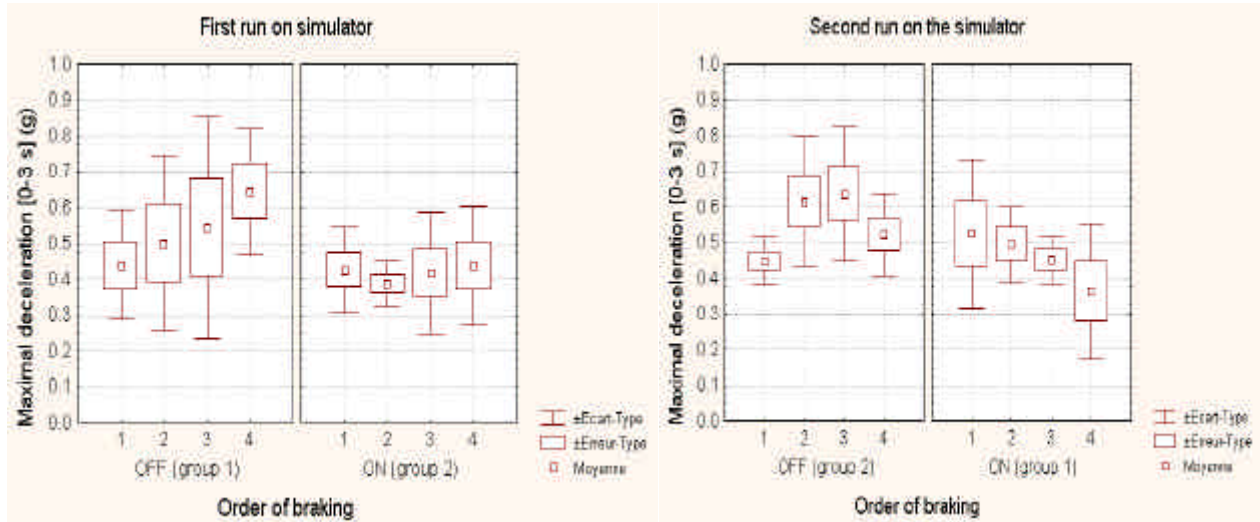 First run on simulator
Maximal deceleration [0-3 s] (g)
1.0
0.9
0.8
0.7
0.6
0.5
0.4
0.3
0.2
0.1
0.0
1 2 3 4
1 2 3 4
OFF (group 1)
ON (group 2)
Order of braking
±Ecart-Type
±Erreur-Type
Moyenne
Second run on the simulator
Maximal deceleration [0-3 s] (g)
1.0
0.9
0.8
0.7
0.6
0.5
0.4
0.3
0.2
0.1
0.0
1 2 3 4
1 2 3 4
OFF (group 2)
ON (group 1)
Order of braking
±Ecart-Type
±Erreur-Type
Moyenne